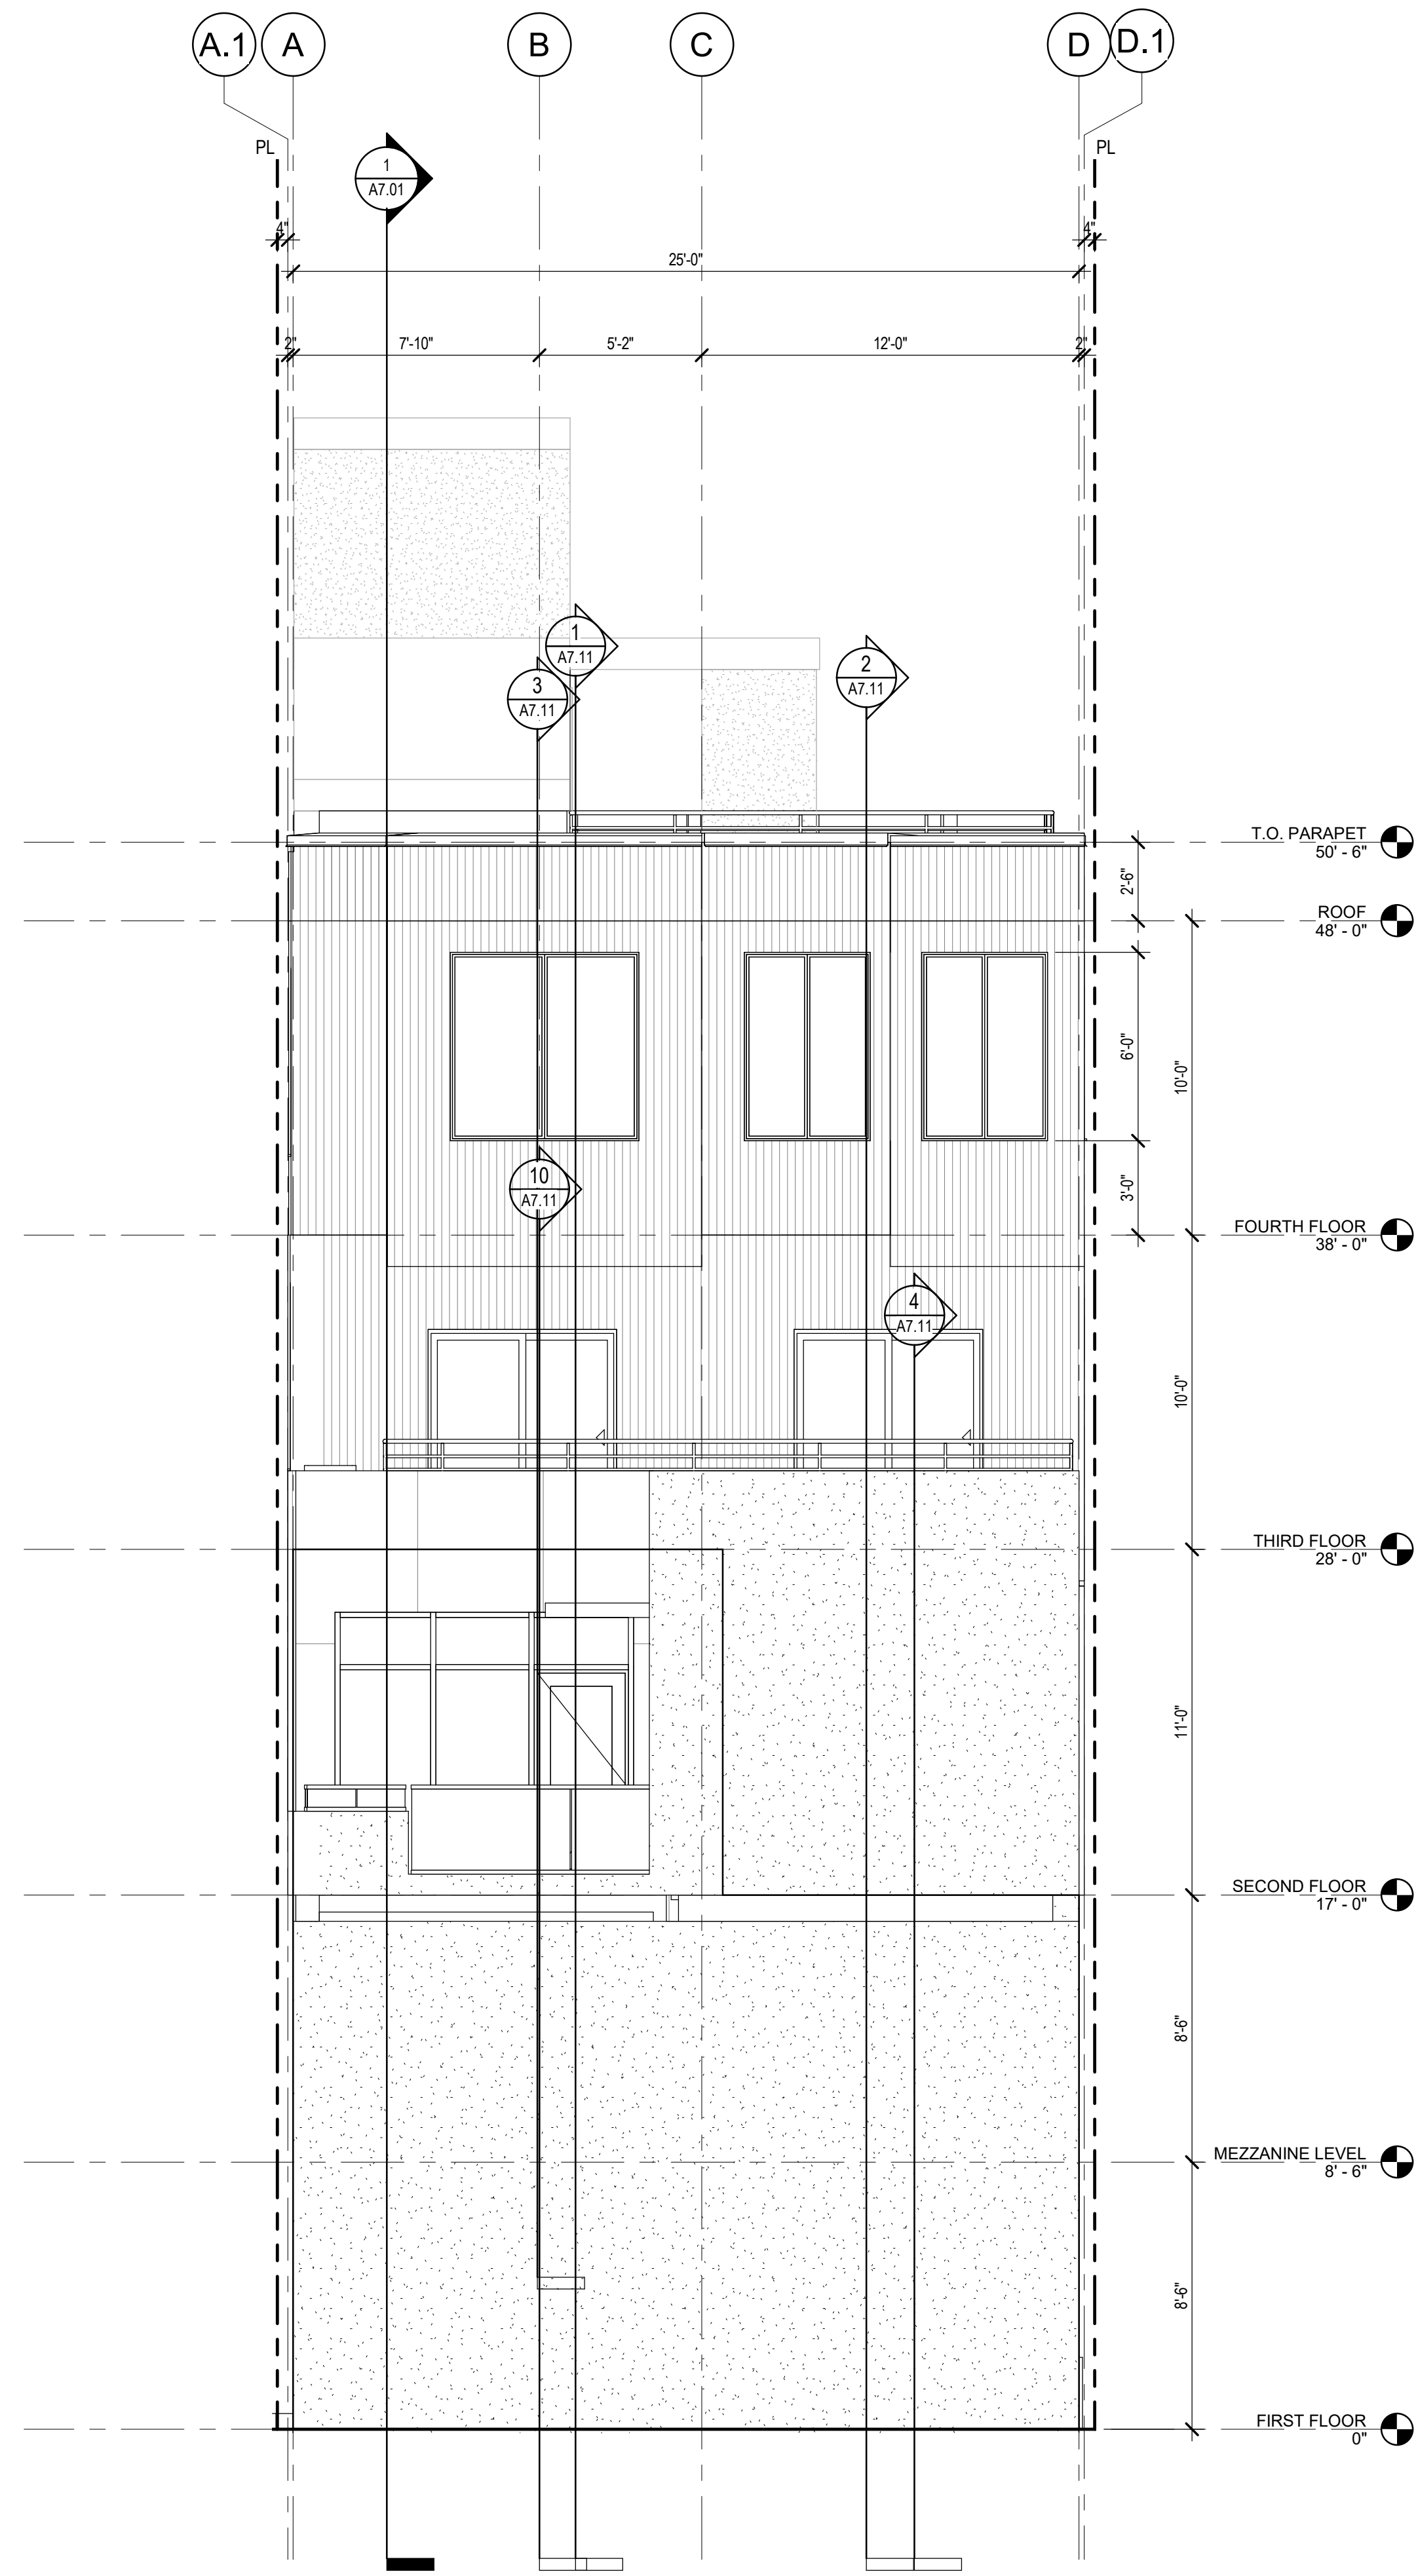 A.1 A B C D D.1
PL PL
1
A7.01
4" 4"
25'-0"
2" 7'-10" 5'-2" 12'-0" 2"
1
A7.11
2
A7.11
3
A7.11
T.O. PARAPET
50' - 6"
2'-6"
ROOF
48' - 0"
6'-0"
10'-0"
10
A7.11
3'-0"
FOURTH FLOOR
38' - 0"
4
A7.11
10'-0"
THIRD FLOOR
28' - 0"
11'-0"
SECOND FLOOR
17' - 0"
8'-6"
MEZZANINE LEVEL
8' - 6"
8'-6"
FIRST FLOOR
0"